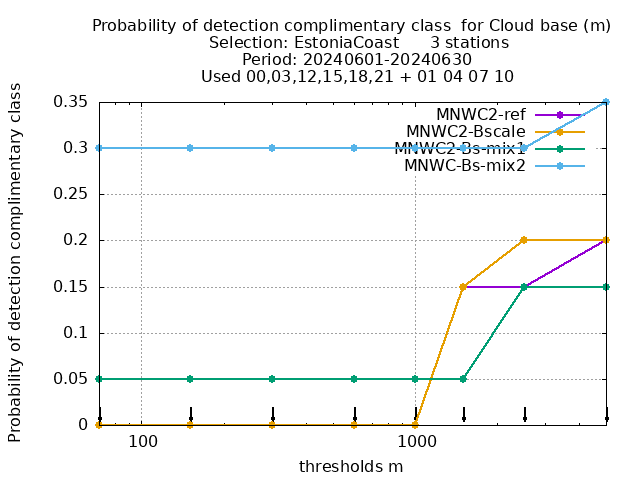 Probability of detection complimentary class  for Cloud base (m)
Selection: EstoniaCoast      3 stations
Period: 20240601-20240630
Used 00,03,12,15,18,21 + 01 04 07 10
Probability of detection complimentary class
0.35
0.3
0.25
0.2
0.15
0.1
0.05
0
MNWC2-ref
MNWC2-Bscale
MNWC2-Bs-mix1
MNWC-Bs-mix2
100
1000
thresholds m